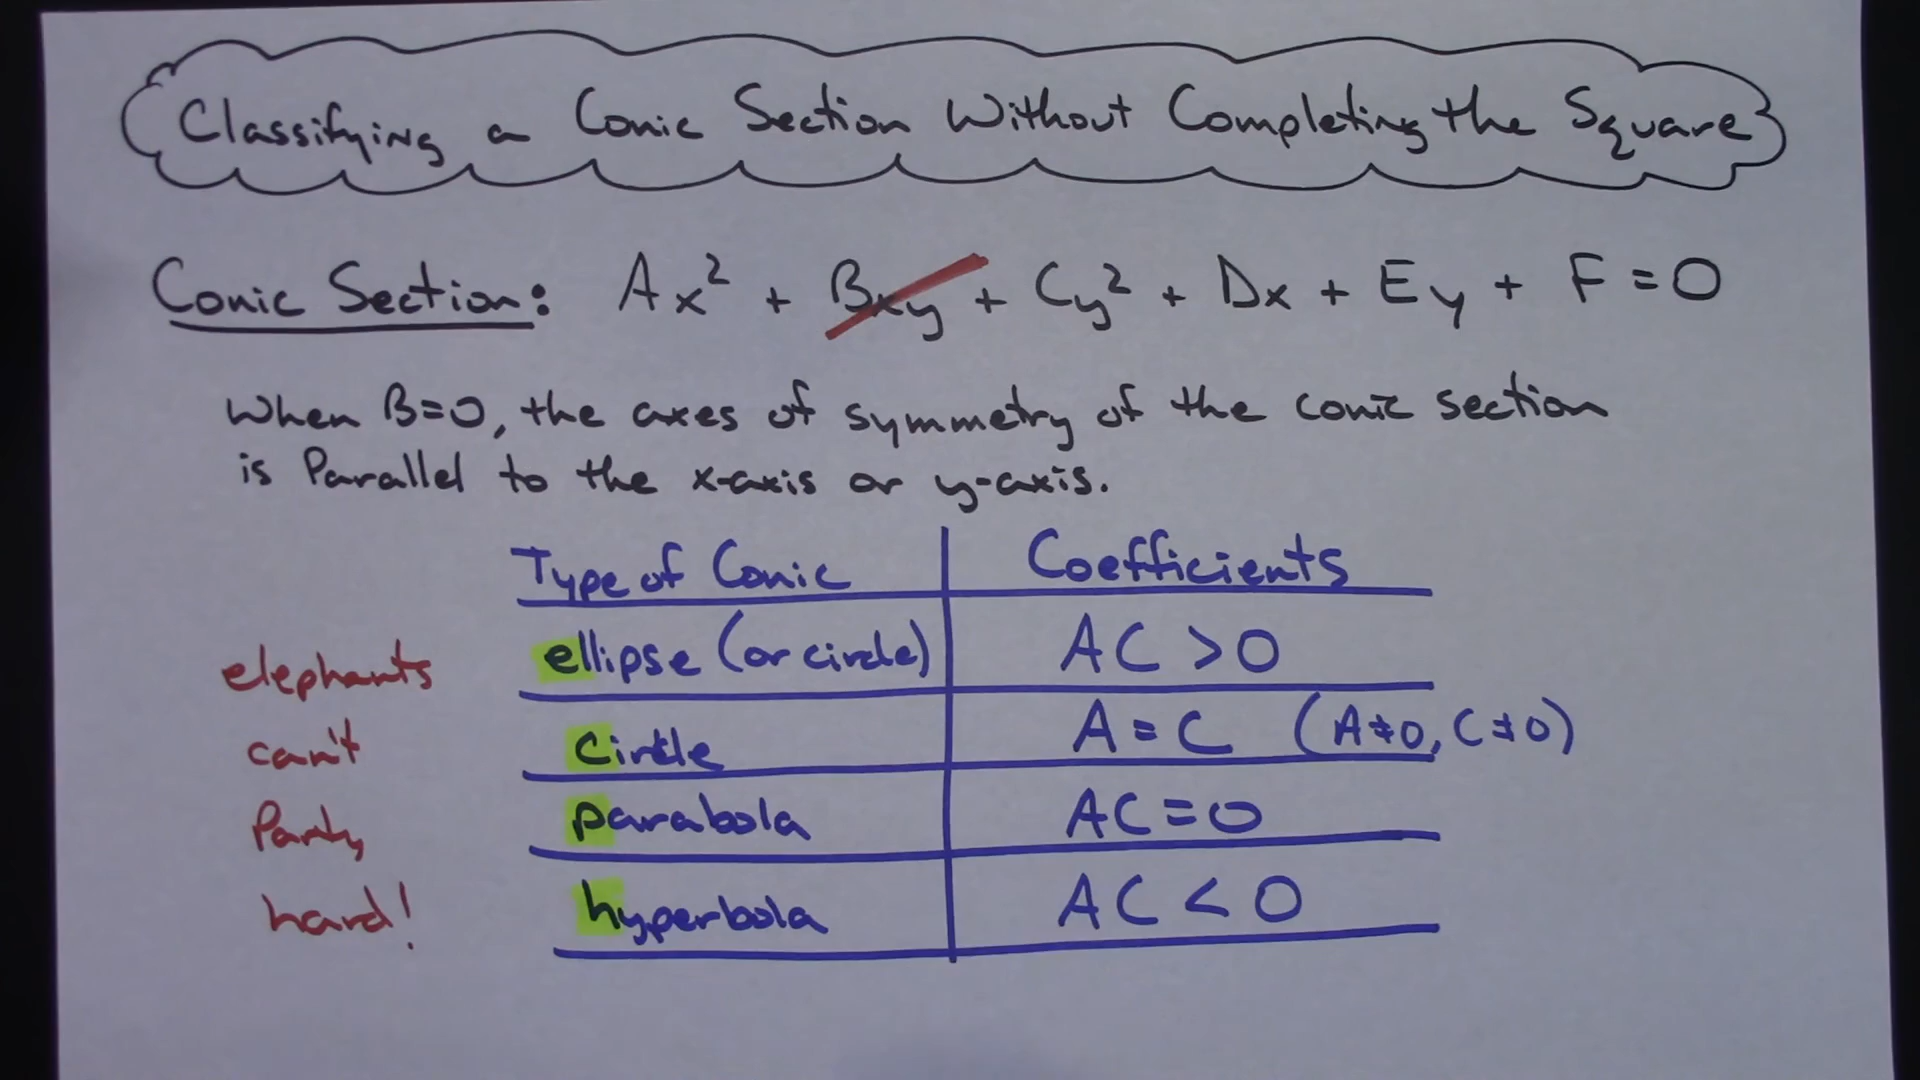 Classifying a Conic Section Without Completing the Square
Conic Section: Ax² + Bxy + Cy² + Dx + Ey + F = 0
When B=0, the axes of symmetry of the conic section
is Parallel to the x-axis or y-axis.
Type of Conic Coefficients
elephants ellipse (or circle) AC > 0
can't Circle A = C (A≠0, C≠0)
Party parabola AC = 0
hard! hyperbola AC < 0